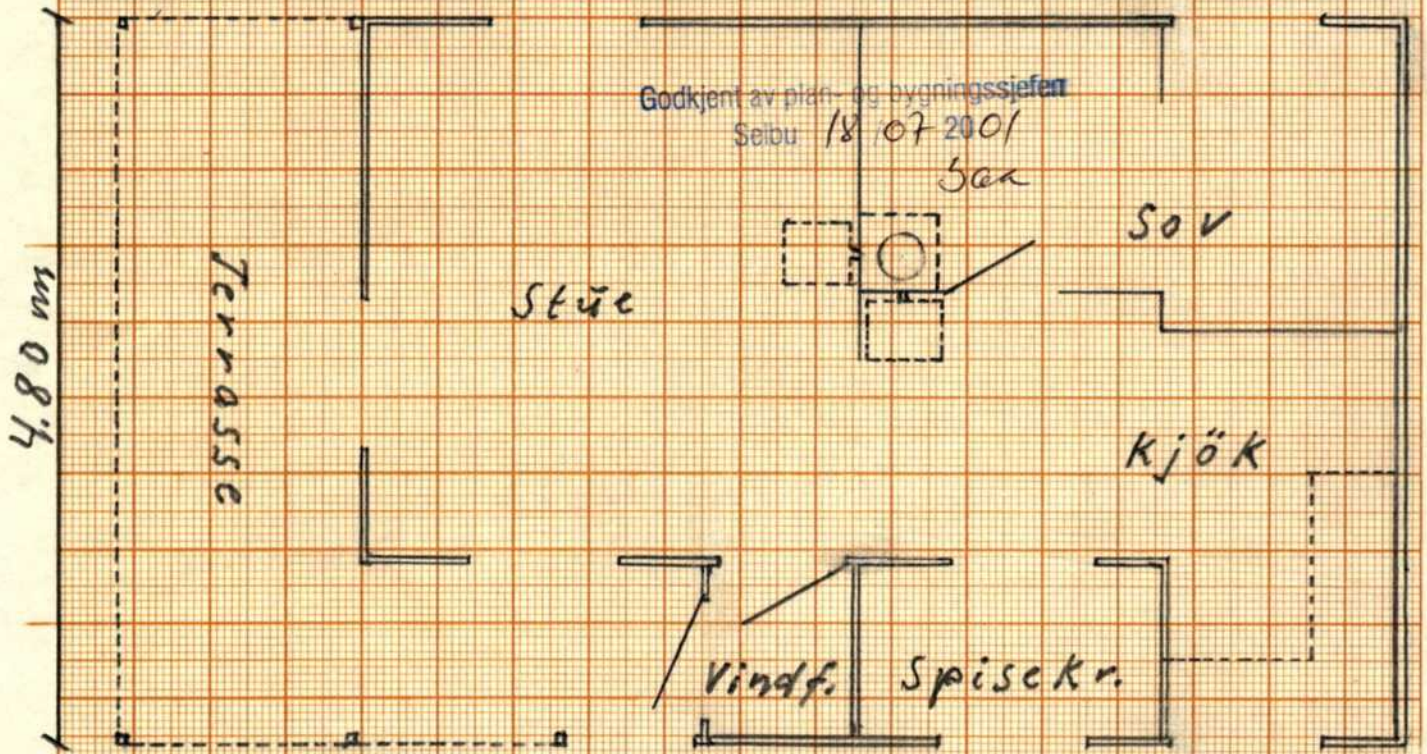 Godkjent av plan- og bygningssjefen
Selbu 18 07 2001
4.80 m
Terrasse
Stue
Sov
Kjök
Vindf.
Spisekr.